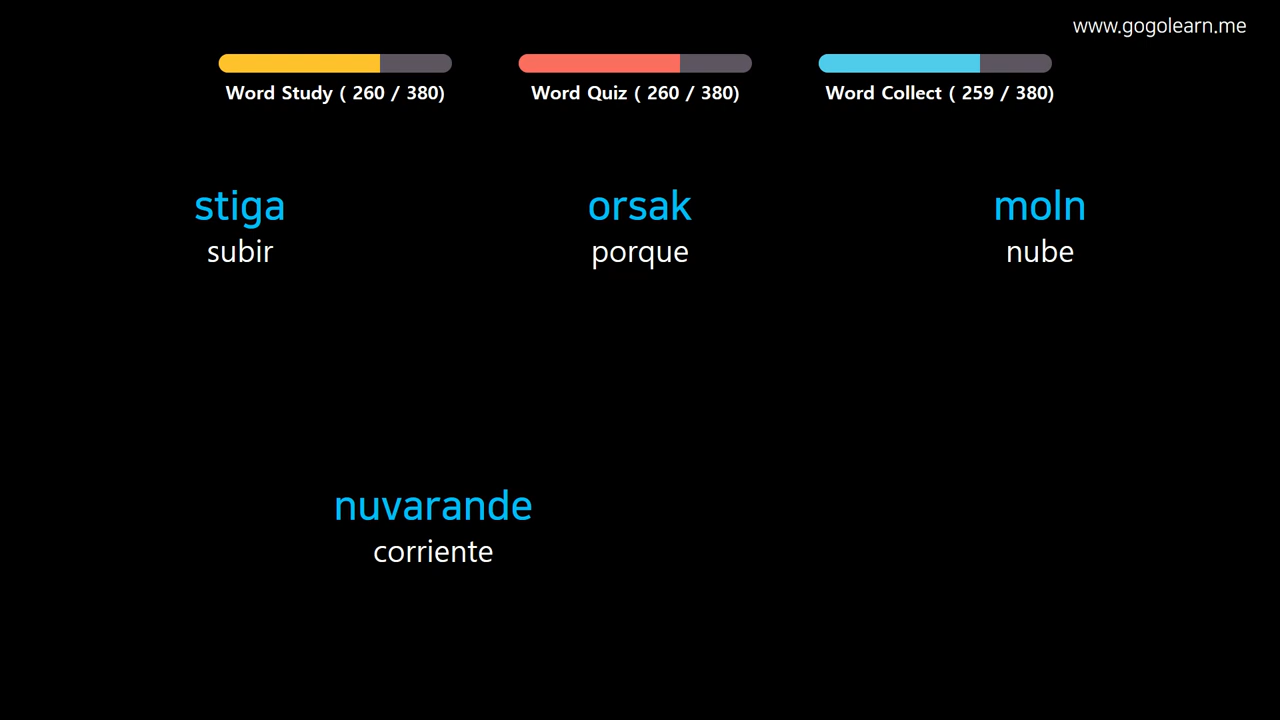 www.gogolearn.me
Word Study ( 260 / 380)
Word Quiz ( 260 / 380)
Word Collect ( 259 / 380)
stiga
subir
orsak
porque
moln
nube
nuvarande
corriente